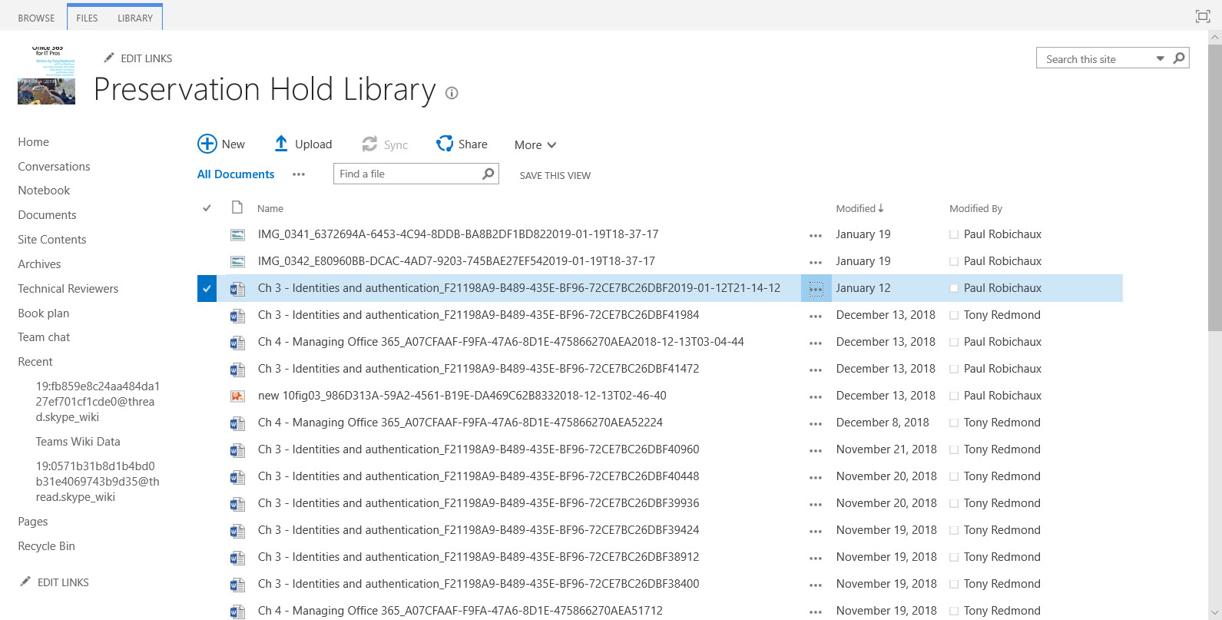 BROWSE FILES LIBRARY
Office 365
for IT Pros
EDIT LINKS
Search this site
Preservation Hold Library
Home
Conversations
Notebook
Documents
Site Contents
Archives
Technical Reviewers
Book plan
Team chat
Recent
19:fb859e8c24aa484da1
27ef701cf1cde0@threa
d.skype_wiki
Teams Wiki Data
19:0571b31b8d1b4bd0
b31e4069743b9d35@th
read.skype_wiki
Pages
Recycle Bin
EDIT LINKS
New Upload Sync Share More
All Documents ... Find a file SAVE THIS VIEW
Name Modified Modified By
IMG_0341_6372694A-6453-4C94-8DDB-BA8B2DF1BD822019-01-19T18-37-17 ... January 19 Paul Robichaux
IMG_0342_E80960BB-DCAC-4AD7-9203-745BAE27EF542019-01-19T18-37-17 ... January 19 Paul Robichaux
Ch 3 - Identities and authentication_F21198A9-B489-435E-BF96-72CE7BC26DBF2019-01-12T21-14-12 ... January 12 Paul Robichaux
Ch 3 - Identities and authentication_F21198A9-B489-435E-BF96-72CE7BC26DBF41984 ... December 13, 2018 Tony Redmond
Ch 4 - Managing Office 365_A07CFAAF-F9FA-47A6-8D1E-475866270AEA2018-12-13T03-04-44 ... December 13, 2018 Paul Robichaux
Ch 3 - Identities and authentication_F21198A9-B489-435E-BF96-72CE7BC26DBF41472 ... December 13, 2018 Paul Robichaux
new 10fig03_986D313A-59A2-4561-B19E-DA469C62B8332018-12-13T02-46-40 ... December 13, 2018 Paul Robichaux
Ch 4 - Managing Office 365_A07CFAAF-F9FA-47A6-8D1E-475866270AEA52224 ... December 8, 2018 Tony Redmond
Ch 3 - Identities and authentication_F21198A9-B489-435E-BF96-72CE7BC26DBF40960 ... November 21, 2018 Tony Redmond
Ch 3 - Identities and authentication_F21198A9-B489-435E-BF96-72CE7BC26DBF40448 ... November 20, 2018 Tony Redmond
Ch 3 - Identities and authentication_F21198A9-B489-435E-BF96-72CE7BC26DBF39936 ... November 20, 2018 Tony Redmond
Ch 3 - Identities and authentication_F21198A9-B489-435E-BF96-72CE7BC26DBF39424 ... November 19, 2018 Tony Redmond
Ch 3 - Identities and authentication_F21198A9-B489-435E-BF96-72CE7BC26DBF38912 ... November 19, 2018 Tony Redmond
Ch 3 - Identities and authentication_F21198A9-B489-435E-BF96-72CE7BC26DBF38400 ... November 19, 2018 Tony Redmond
Ch 4 - Managing Office 365_A07CFAAF-F9FA-47A6-8D1E-475866270AEA51712 ... November 19, 2018 Tony Redmond